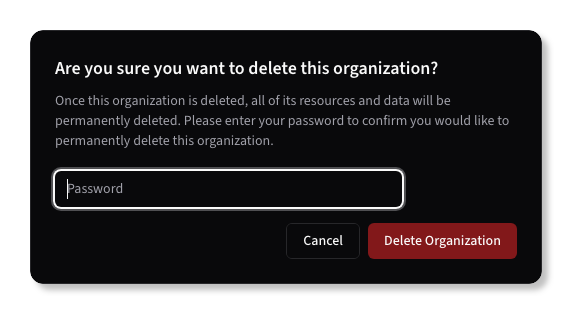 Are you sure you want to delete this organization?
Once this organization is deleted, all of its resources and data will be
permanently deleted. Please enter your password to confirm you would like to
permanently delete this organization.
Password
Cancel
Delete Organization